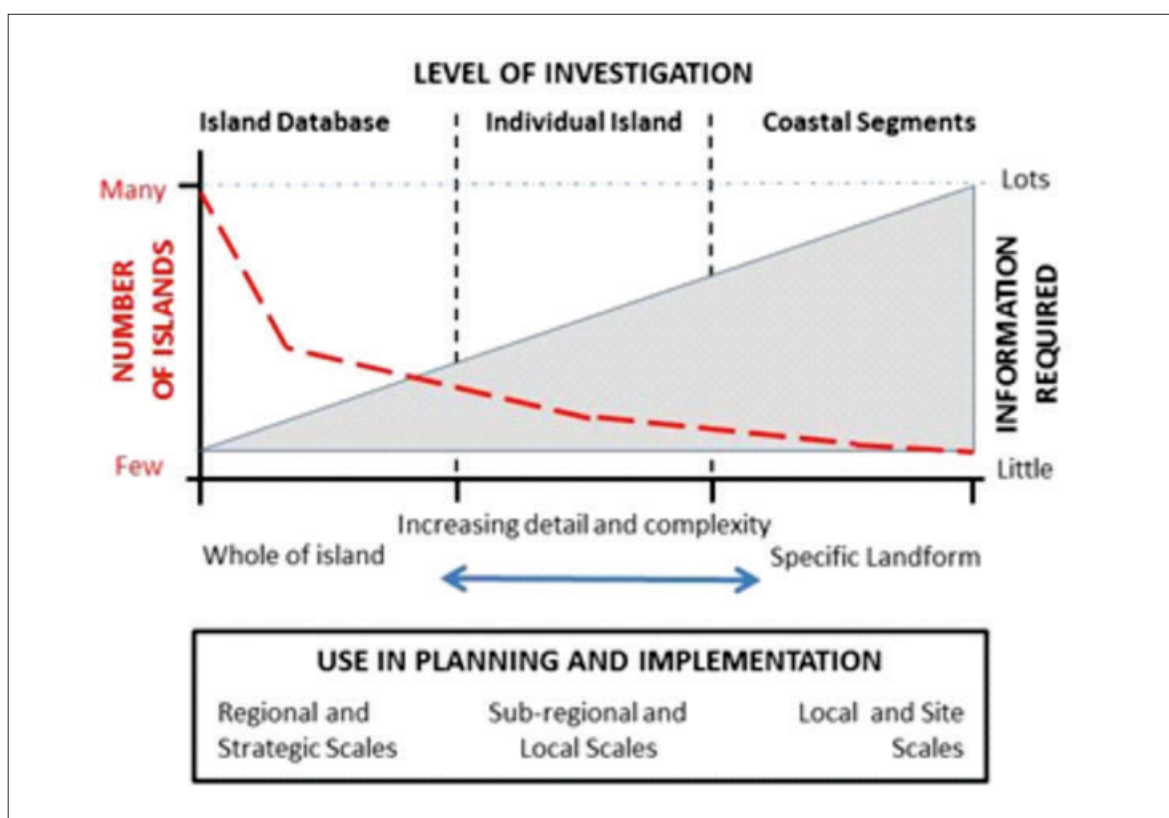 LEVEL OF INVESTIGATION
Island Database
Individual Island
Coastal Segments
Many
Lots
NUMBER
OF ISLANDS
INFORMATION
REQUIRED
Few
Little
Increasing detail and complexity
Whole of island
Specific Landform
USE IN PLANNING AND IMPLEMENTATION
Regional and
Strategic Scales
Sub-regional and
Local Scales
Local and Site
Scales